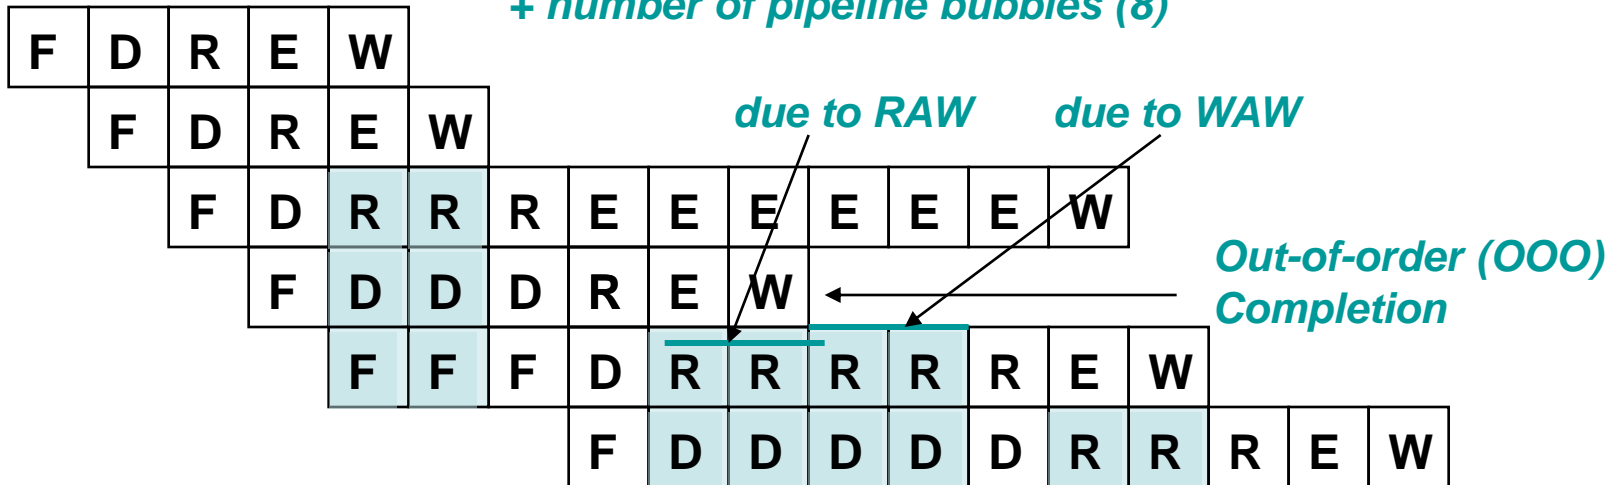 + number of pipeline bubbles (8)
F D R E W
due to RAW due to WAW
F D R E W
F D R R R E E E E E E W
Out-of-order (OOO)
F D D D R E W
Completion
F F F D R R R R R E W
F D D D D D R R R E W